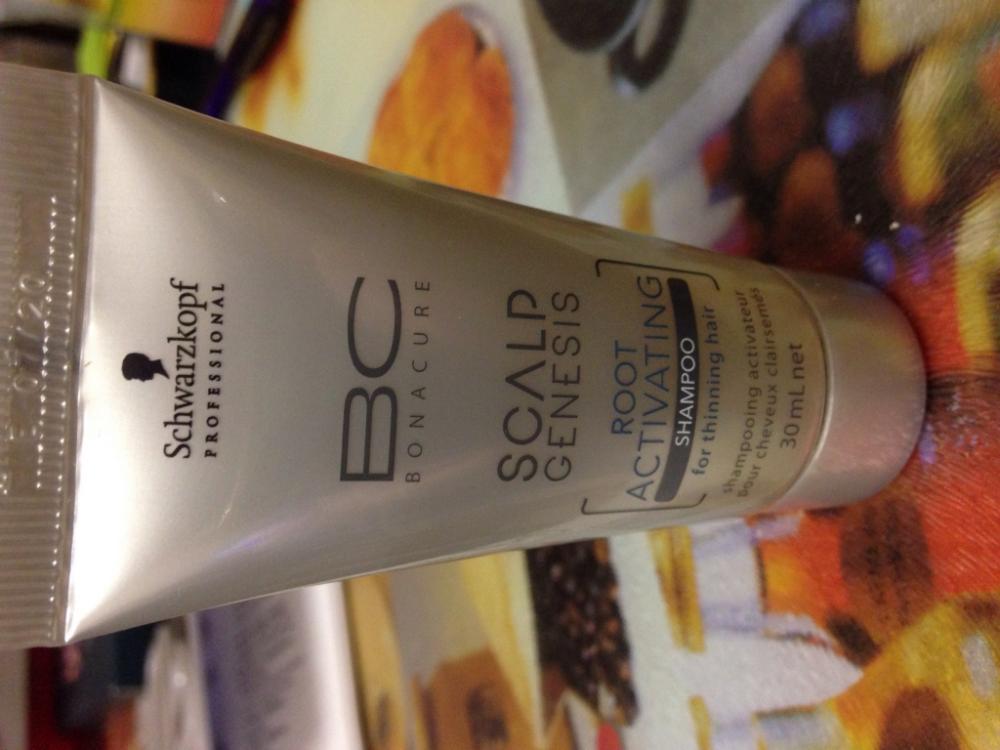 Schwarzkopf
PROFESSIONAL
BC
BONACURE
SCALP
GENESIS
ROOT
ACTIVATING
SHAMPOO
for thinning hair
shampooing activateur
pour cheveux clairsemés
30 mL net